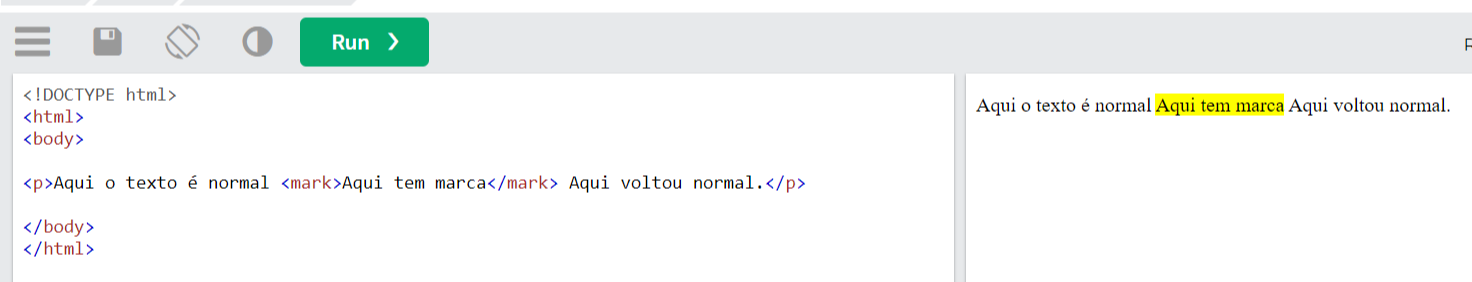 Run ❯
<!DOCTYPE html>
<html>
<body>
<p>Aqui o texto é normal <mark>Aqui tem marca</mark> Aqui voltou normal.</p>
</body>
</html>
Aqui o texto é normal Aqui tem marca Aqui voltou normal.